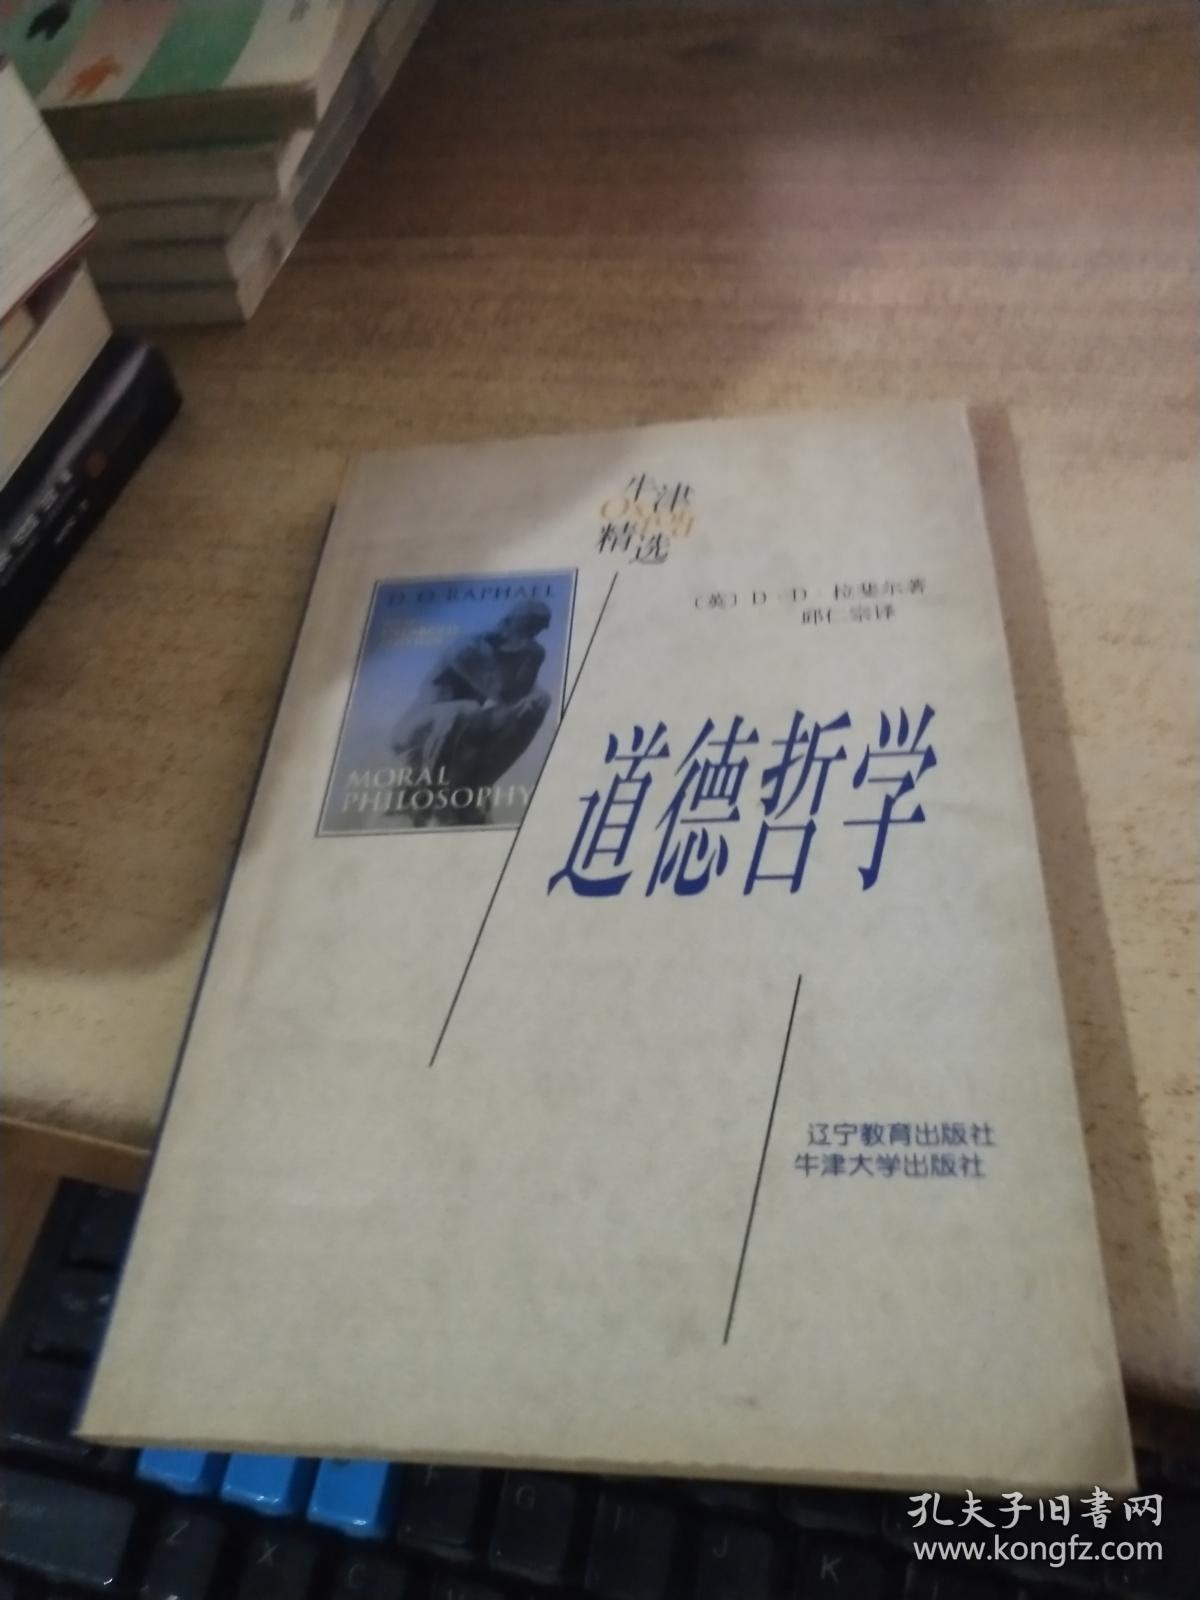 牛津
Oxford
精选
〔英〕D·D·拉斐尔著
邱仁宗译
D. D. RAPHAEL
MORAL
PHILOSOPHY
道德哲学
辽宁教育出版社
牛津大学出版社
F
G
H
J
K
Z
X
C
孔夫子旧书网
www.kongfz.com